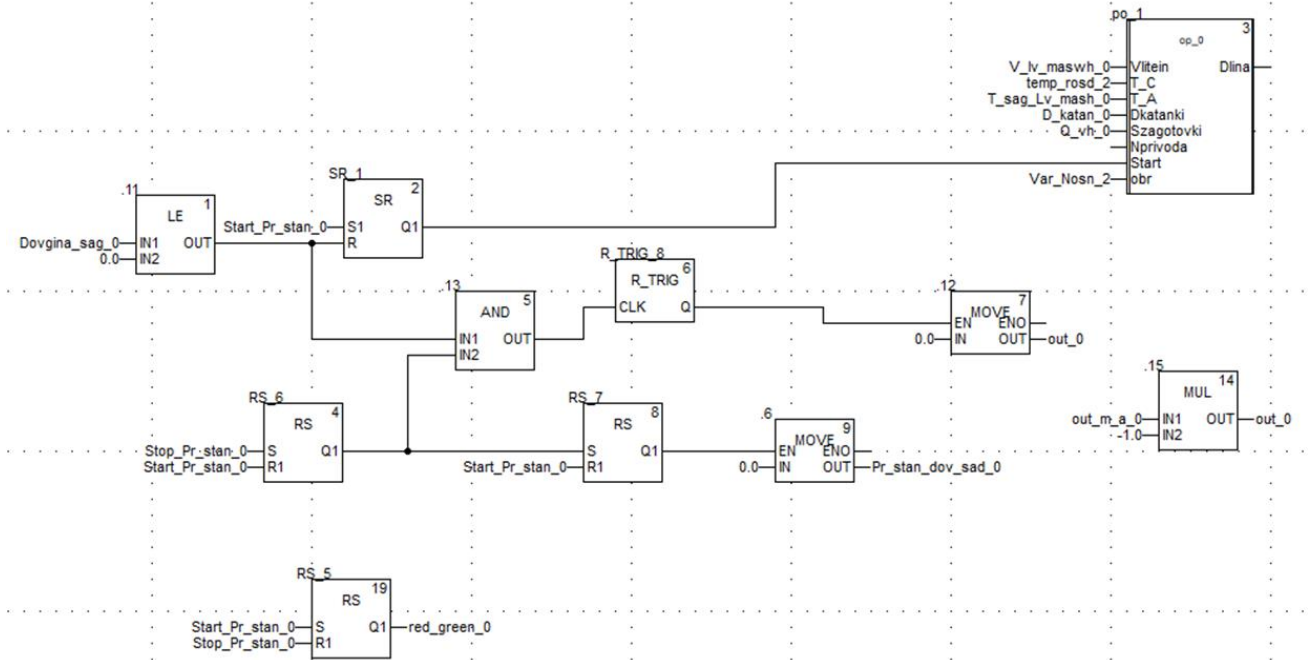 po_1
3
op_0
V_lv_maswh_0 Vlitein Dlina
temp_rosd_2 T_C
T_sag_Lv_mash_0 T_A
D_katan_0 Dkatanki
Q_vh_0 Szagotovki
Nprivoda
Start
Var_Nosn_2 obr
.11
1
LE
Dovgina_sag_0 IN1 OUT
0.0 IN2
SR_1
2
SR
Start_Pr_stan_0 S1 Q1
R
R_TRIG_8
6
R_TRIG
CLK Q
.13
5
AND
IN1 OUT
IN2
.12
7
MOVE
EN ENO
0.0 IN OUT out_0
.15
14
MUL
out_m_a_0 IN1 OUT out_0
-1.0 IN2
RS_6
4
RS
Stop_Pr_stan_0 S Q1
Start_Pr_stan_0 R1
RS_7
8
RS
S Q1
Start_Pr_stan_0 R1
.6
9
MOVE
EN ENO
0.0 IN OUT Pr_stan_dov_sad_0
RS_5
19
RS
Start_Pr_stan_0 S Q1 red_green_0
Stop_Pr_stan_0 R1